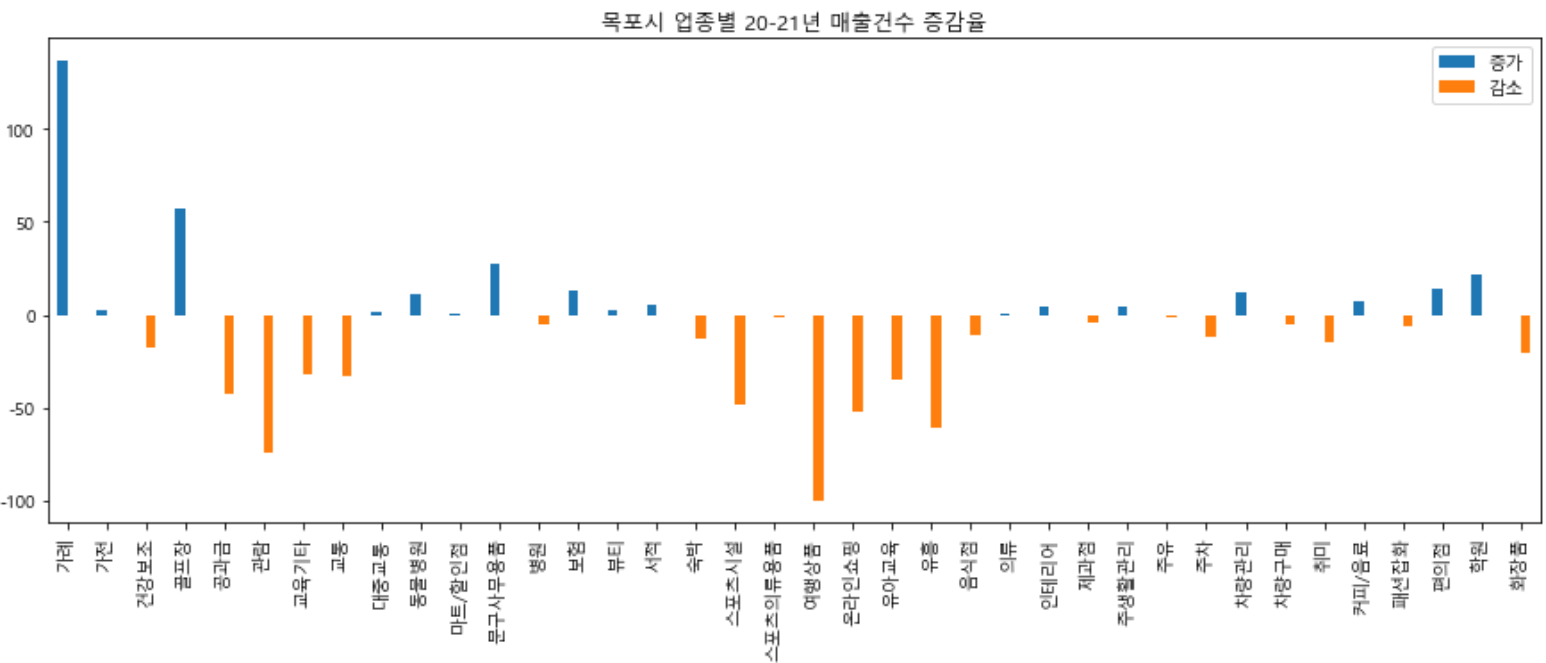 목포시 업종별 20-21년 매출건수 증감율
증가
감소
100
50
0
-50
-100
가례
가전
건강보조
골프장
공과금
관람
교육기타
교통
대중교통
동물병원
마트/할인점
문구사무용품
병원
보험
뷰티
서적
숙박
스포츠시설
스포츠의류용품
여행상품
온라인쇼핑
유아교육
유흥
음식점
의류
인테리어
제과점
주생활관리
주유
주차
차량관리
차량구매
취미
커피/음료
패션잡화
편의점
학원
화장품